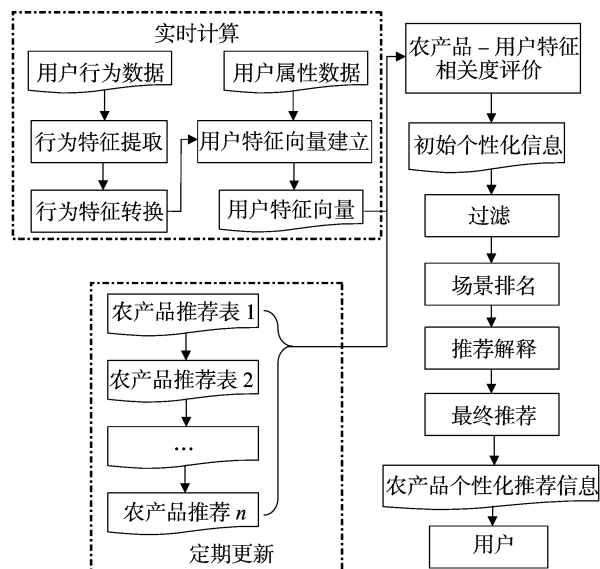 实时计算
用户行为数据
用户属性数据
行为特征提取
用户特征向量建立
行为特征转换
用户特征向量
农产品推荐表 1
农产品推荐表 2
…
农产品推荐 n
定期更新
农产品 – 用户特征
相关度评价
初始个性化信息
过滤
场景排名
推荐解释
最终推荐
农产品个性化推荐信息
用户